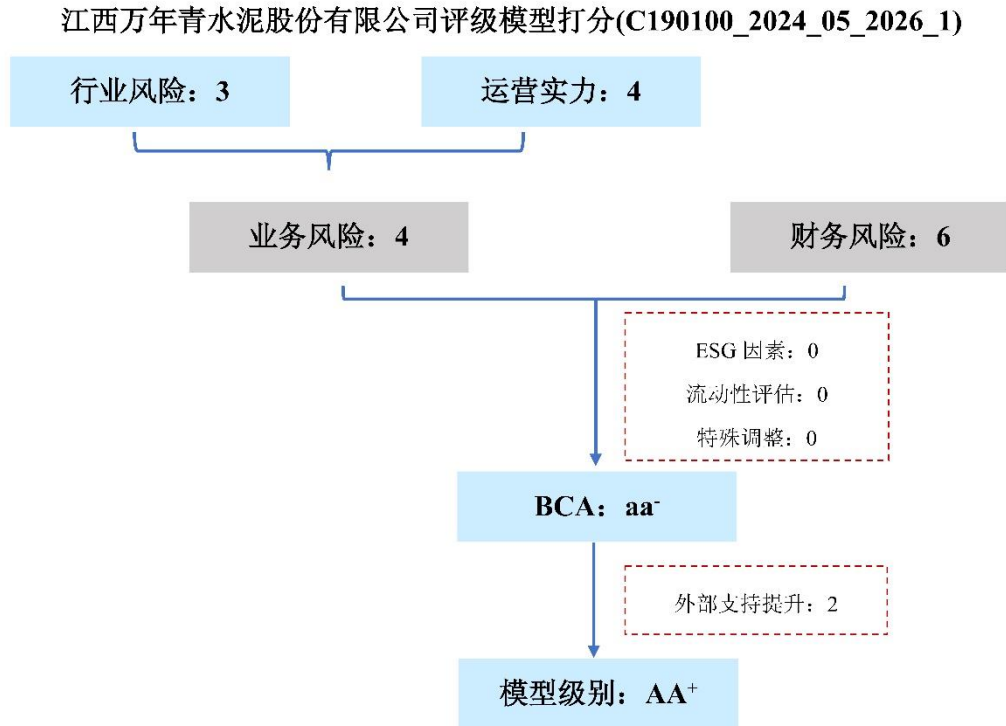 江西万年青水泥股份有限公司评级模型打分(C190100_2024_05_2026_1)
行业风险：3
运营实力：4
业务风险：4
财务风险：6
ESG 因素：0
流动性评估：0
特殊调整：0
BCA：aa-
外部支持提升：2
模型级别：AA+